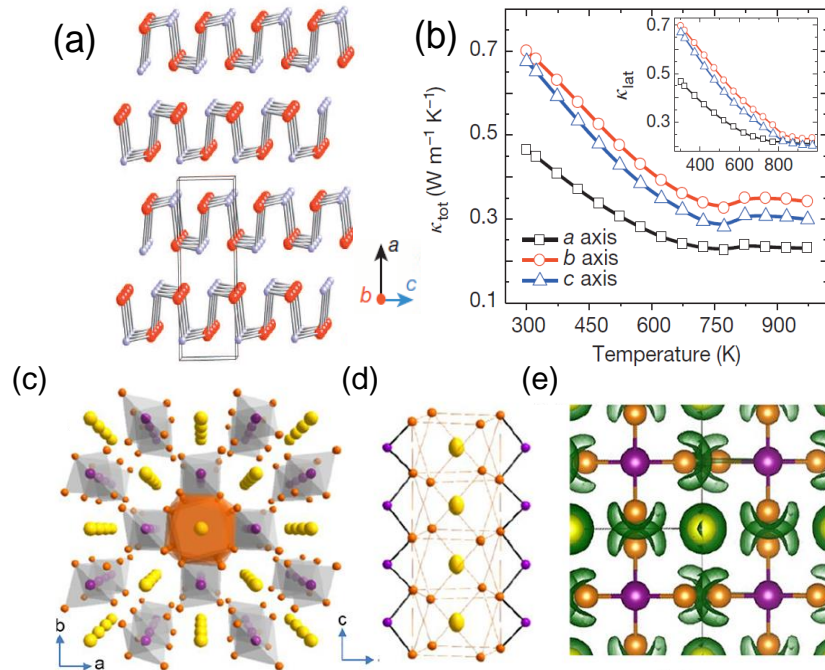 (a)
a
b
c
(b)
0.7
0.5
0.3
0.1
κtot (W m⁻¹ K⁻¹)
300 450 600 750 900
Temperature (K)
a axis
b axis
c axis
0.7
0.5
0.3
κlat
400 600 800
(c)
b
a
(d)
c
(e)